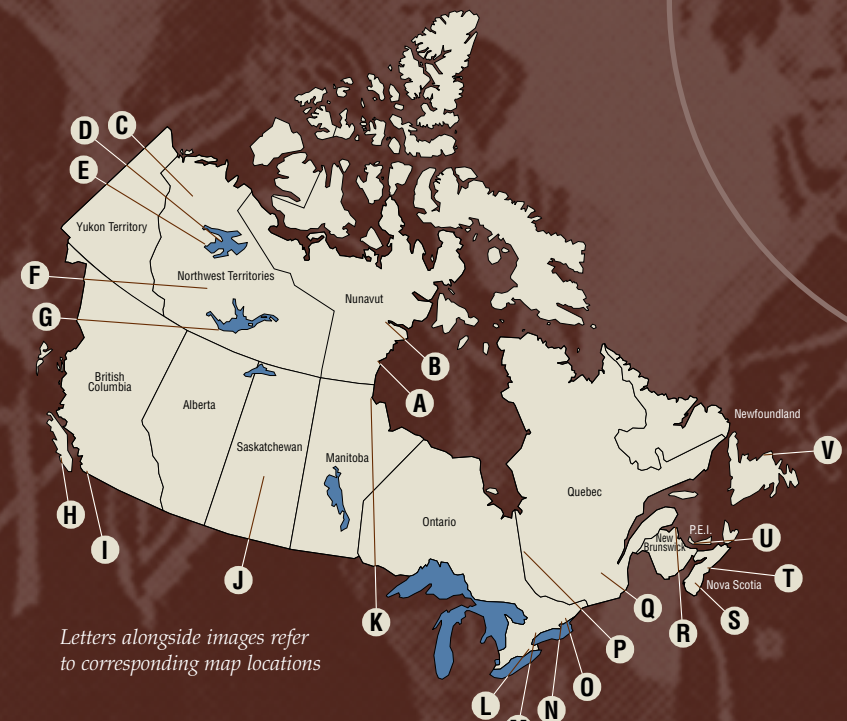 C
D
E
Yukon Territory
F
Northwest Territories
Nunavut
G
B
British
Columbia
A
Alberta
Newfoundland
Saskatchewan
V
Manitoba
Quebec
H
Ontario
I
P.E.I.
New
Brunswick
U
J
T
Nova Scotia
Q
S
K
R
Letters alongside images refer
to corresponding map locations
P
O
L
N